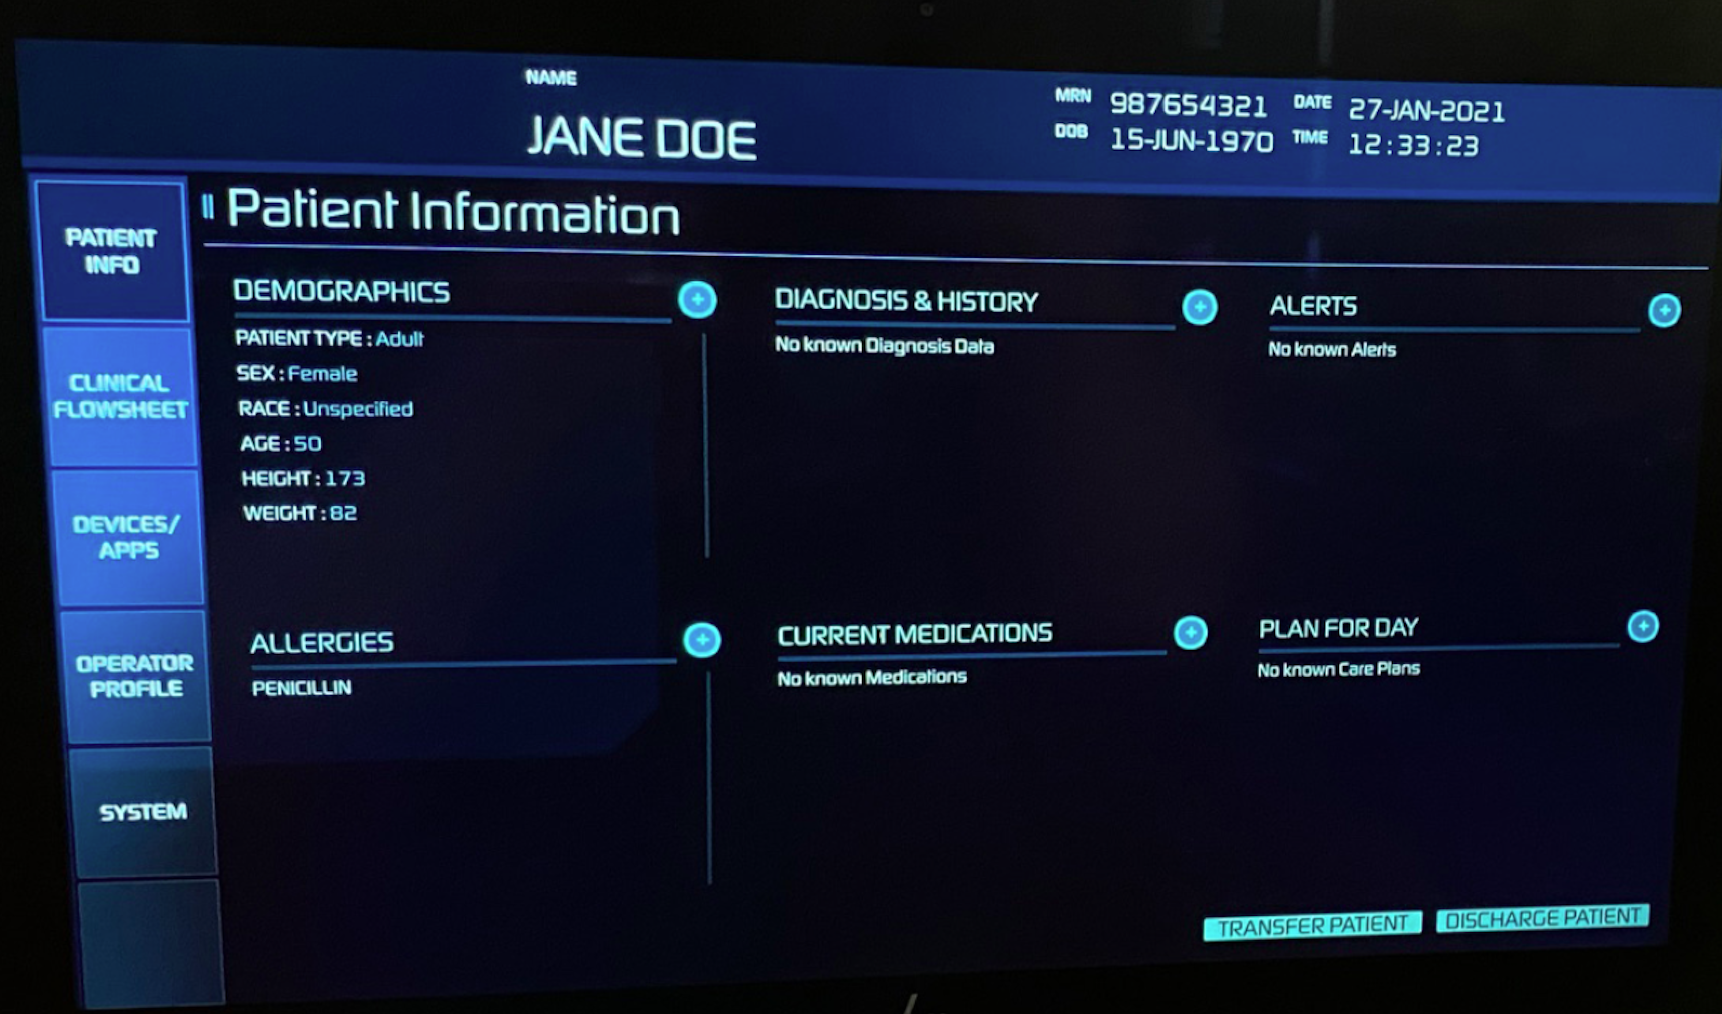 NAME
JANE DOE
MRN 987654321 DATE 27-JAN-2021
DOB 15-JUN-1970 TIME 12:33:23
PATIENT
INFO
CLINICAL
FLOWSHEET
DEVICES/
APPS
OPERATOR
PROFILE
SYSTEM
Patient Information
DEMOGRAPHICS
PATIENT TYPE : Adult
SEX : Female
RACE : Unspecified
AGE : 50
HEIGHT : 173
WEIGHT : 82
DIAGNOSIS & HISTORY
No known Diagnosis Data
ALERTS
No known Alerts
ALLERGIES
PENICILLIN
CURRENT MEDICATIONS
No known Medications
PLAN FOR DAY
No known Care Plans
TRANSFER PATIENT
DISCHARGE PATIENT